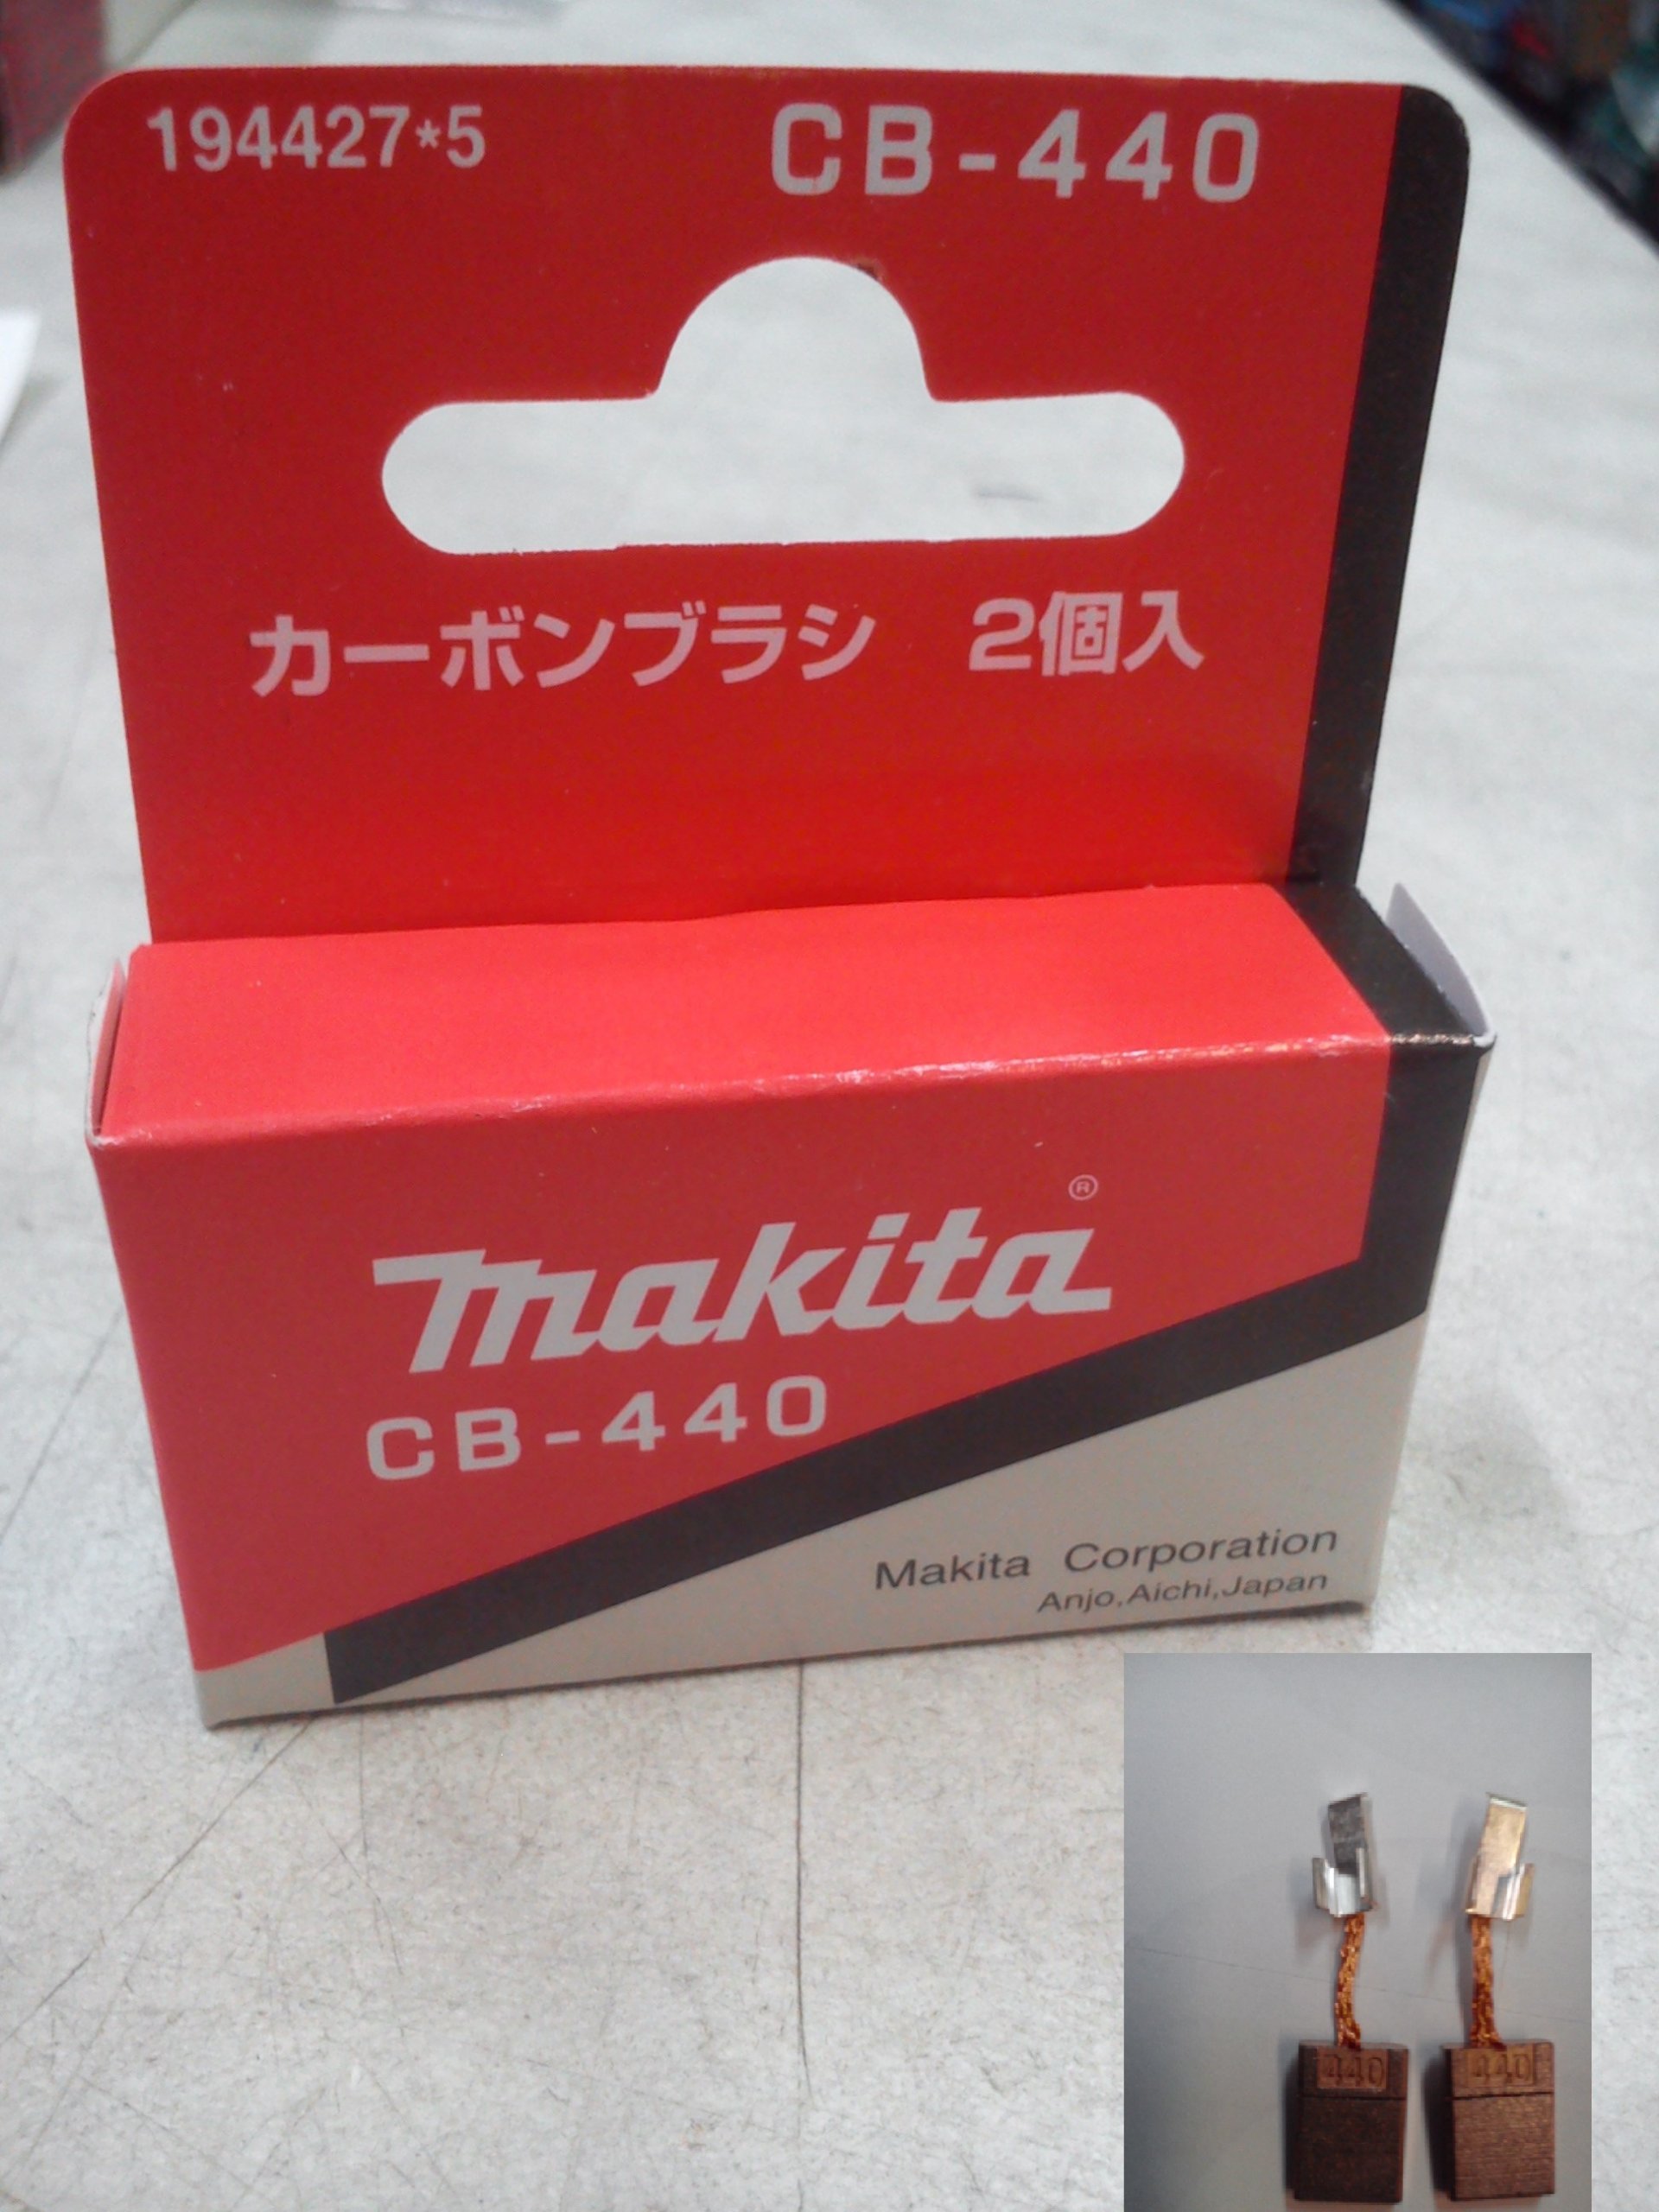 194427*5 CB-440
カーボンブラシ 2個入
makita®
CB-440
Makita Corporation
Anjo,Aichi,Japan
440 440